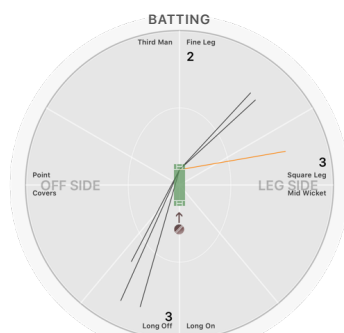 BATTING
Third Man Fine Leg
2
3
Point Square Leg
OFF SIDE LEG SIDE
Covers Mid Wicket
3
Long Off Long On